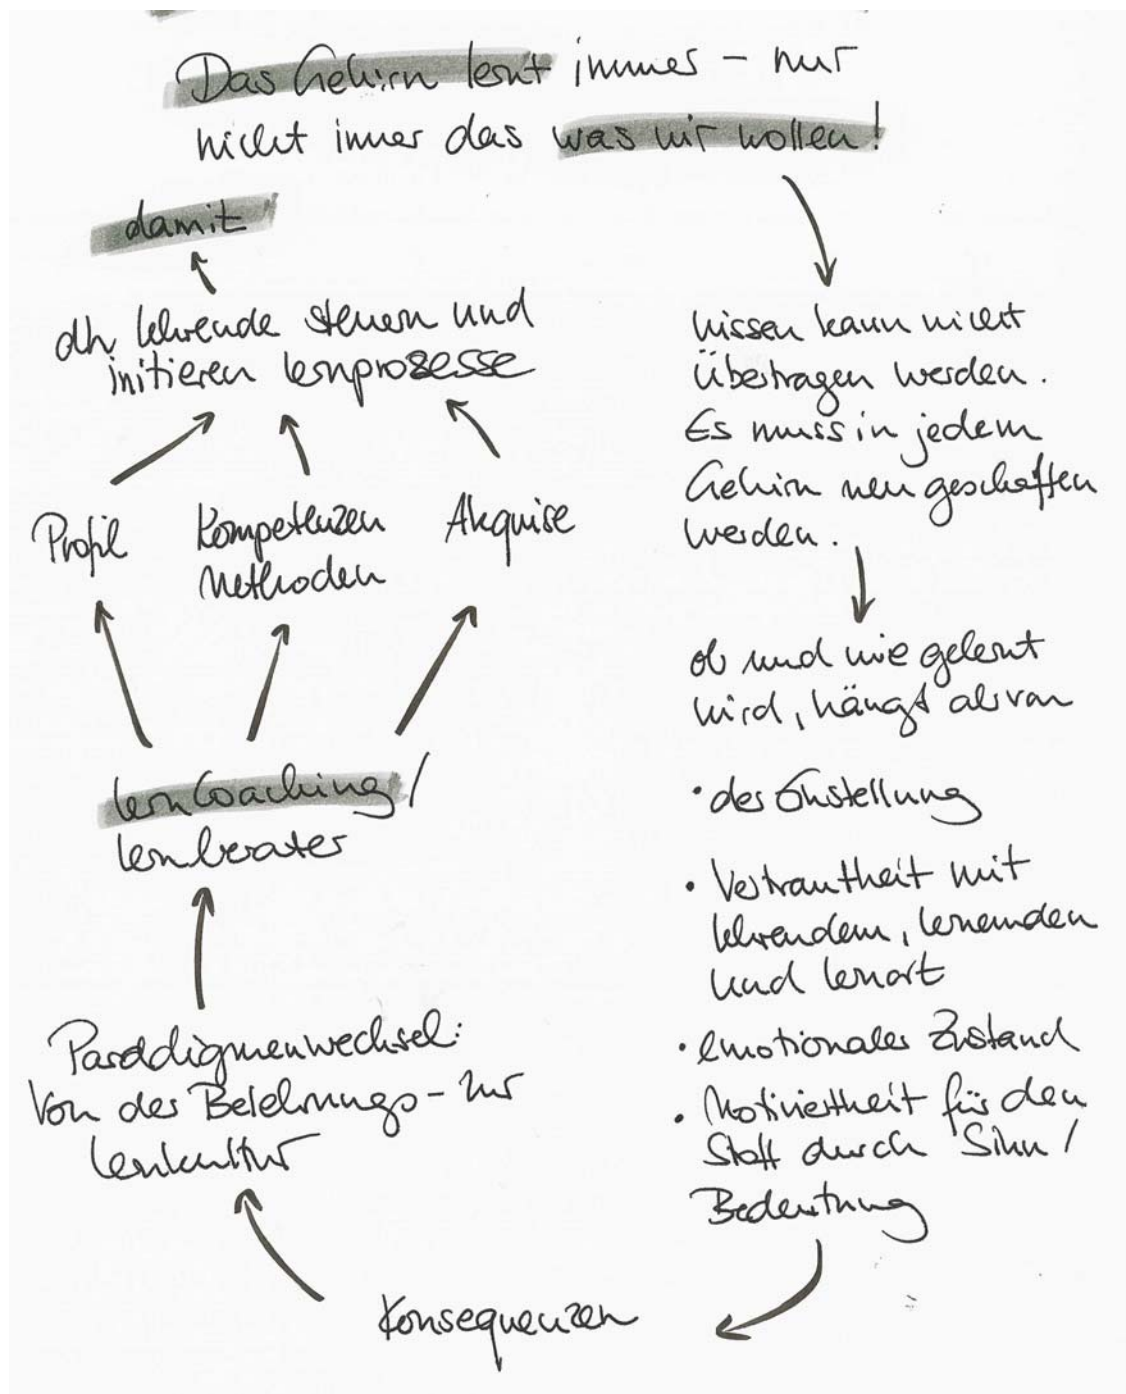 Das Gehirn lernt immer - nur
nicht immer das was wir wollen!
damit
dh lehrende steuern und
initieren lernprozesse
Profil
Kompetenzen
Methoden
Akquise
lernCoaching /
lernberater
Paradigmenwechsel:
Von der Belehrungs- zur
lernkultur
wissen kann nicht
Übertragen werden.
Es muss in jedem
Gehirn neu geschaffen
werden.
ob und wie gelernt
wird, hängt ab von
• der Einstellung
• Vertrautheit mit
lehrendem, lernenden
und lernort
• emotionaler Zustand
• Motiviertheit für den
Stoff durch Sinn /
Bedeutung
Konsequenzen